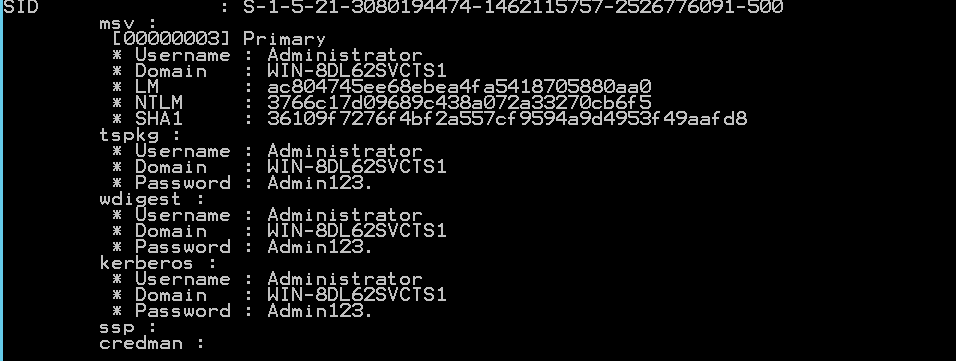 SID : S-1-5-21-3080194474-1462115757-2526776091-500
msv :
[00000003] Primary
* Username : Administrator
* Domain : WIN-8DL62SVCTS1
* LM : ac804745ee68ebea4fa5418705880aa0
* NTLM : 3766c17d09689c438a072a33270cb6f5
* SHA1 : 36109f7276f4bf2a557cf9594a9d4953f49aafd8
tspkg :
* Username : Administrator
* Domain : WIN-8DL62SVCTS1
* Password : Admin123.
wdigest :
* Username : Administrator
* Domain : WIN-8DL62SVCTS1
* Password : Admin123.
kerberos :
* Username : Administrator
* Domain : WIN-8DL62SVCTS1
* Password : Admin123.
ssp :
credman :